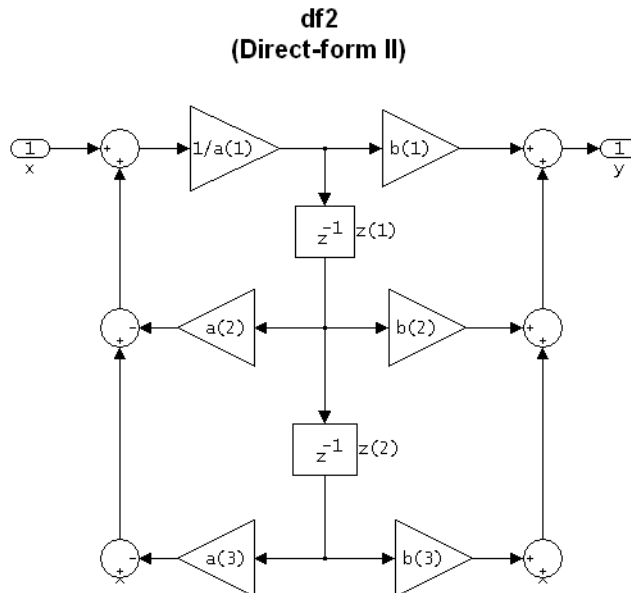 df2
(Direct-form II)
1
x
+
+
1/a(1)
b(1)
+
+
1
y
z-1
z(1)
-
+
a(2)
b(2)
+
+
z-1
z(2)
-
+
a(3)
b(3)
+
+